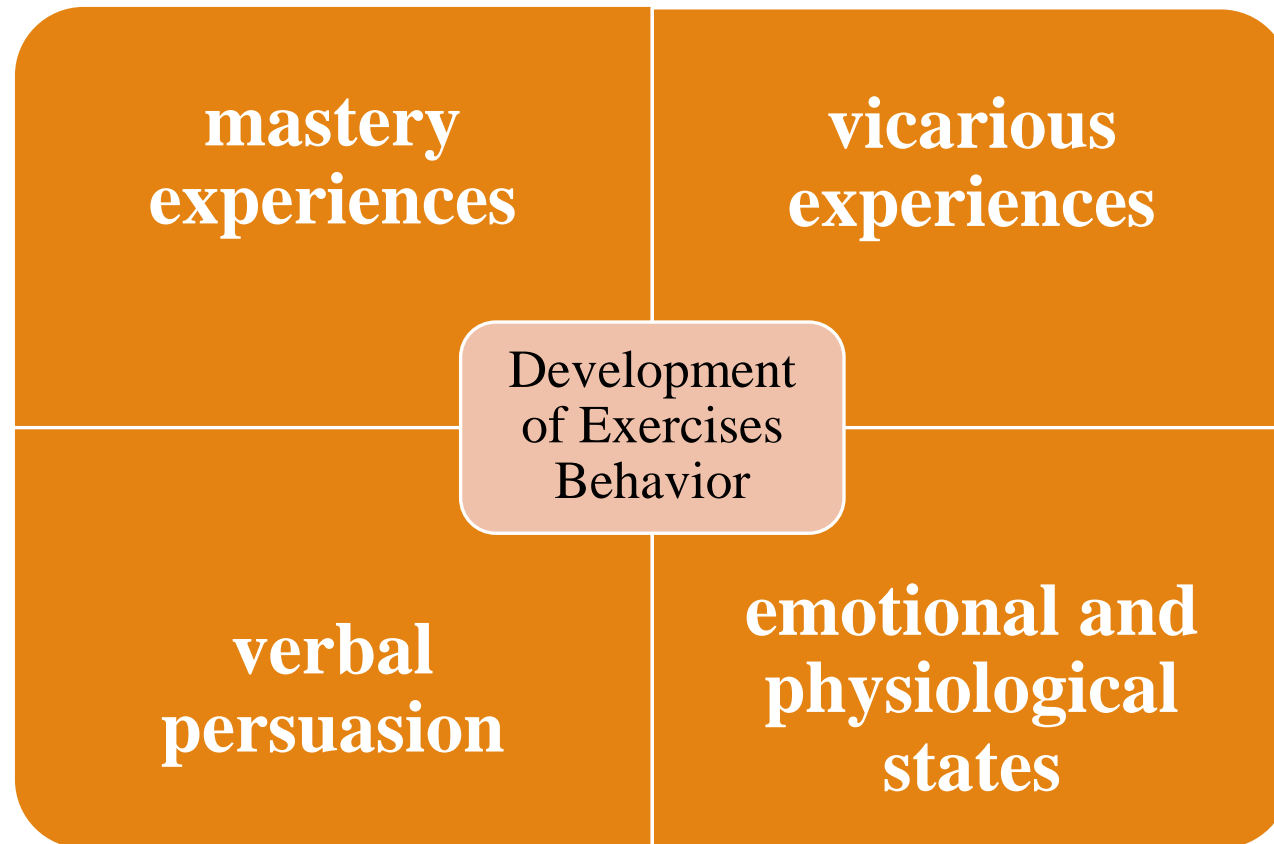 mastery
experiences
vicarious
experiences
Development
of Exercises
Behavior
verbal
persuasion
emotional and
physiological
states